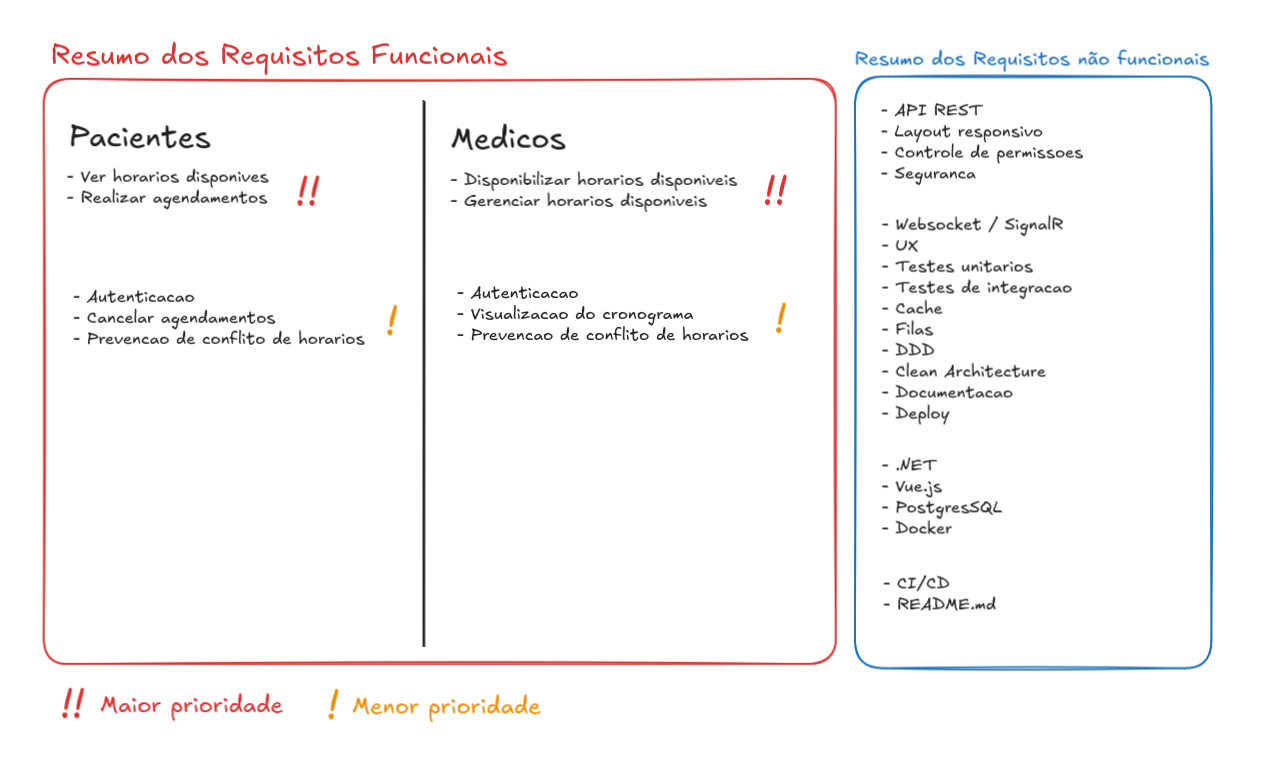 Resumo dos Requisitos Funcionais
Pacientes
- Ver horarios disponives
- Realizar agendamentos
!!
- Autenticacao
- Cancelar agendamentos
- Prevencao de conflito de horarios
!
Medicos
- Disponibilizar horarios disponiveis
- Gerenciar horarios disponiveis
!!
- Autenticacao
- Visualizacao do cronograma
- Prevencao de conflito de horarios
!
Resumo dos Requisitos não funcionais
- API REST
- Layout responsivo
- Controle de permissoes
- Seguranca
- Websocket / SignalR
- UX
- Testes unitarios
- Testes de integracao
- Cache
- Filas
- DDD
- Clean Architecture
- Documentacao
- Deploy
- .NET
- Vue.js
- PostgresSQL
- Docker
- CI/CD
- README.md
!! Maior prioridade
! Menor prioridade